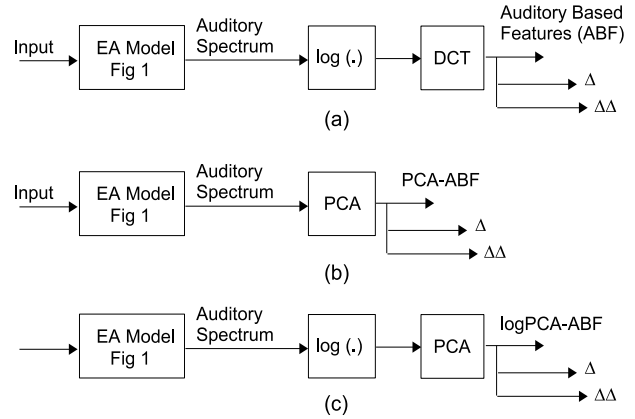 Auditory Based
Features (ABF)
Input
EA Model
Fig 1
Auditory
Spectrum
log (.)
DCT
Δ
ΔΔ
(a)
Input
EA Model
Fig 1
Auditory
Spectrum
PCA
PCA-ABF
Δ
ΔΔ
(b)
EA Model
Fig 1
Auditory
Spectrum
log (.)
PCA
logPCA-ABF
Δ
ΔΔ
(c)